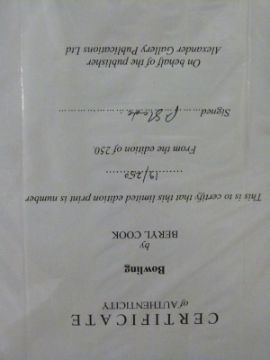 CERTIFICATE
of AUTHENTICITY
Bowling
by
BERYL COOK
This is to certify that this limited edition print is number
19/250
From the edition of 250.
Signed
On behalf of the publisher
Alexander Gallery Publications Ltd